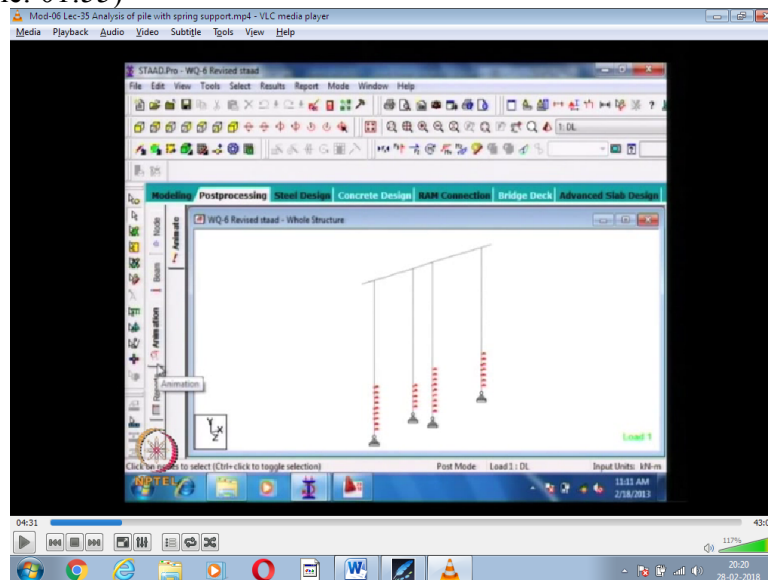 Mod-06 Lec-35 Analysis of pile with spring support.mp4 - VLC media player
Media Playback Audio Video Subtitle Tools View Help
STAAD.Pro - WQ-6 Revised staad
File Edit View Tools Select Results Report Mode Window Help
1: DL
Modeling Postprocessing Steel Design Concrete Design RAM Connection Bridge Deck Advanced Slab Design
WQ-6 Revised staad - Whole Structure
Node
Beam
Animation
Reports
Animate
Animation
Y
X
Z
Load 1
Click on nodes to select (Ctrl+click to toggle selection)
Post Mode
Load 1 : DL
Input Units: kN-m
NPTEL
11:11 AM
2/18/2013
04:31
117%
20:20
28-02-2018